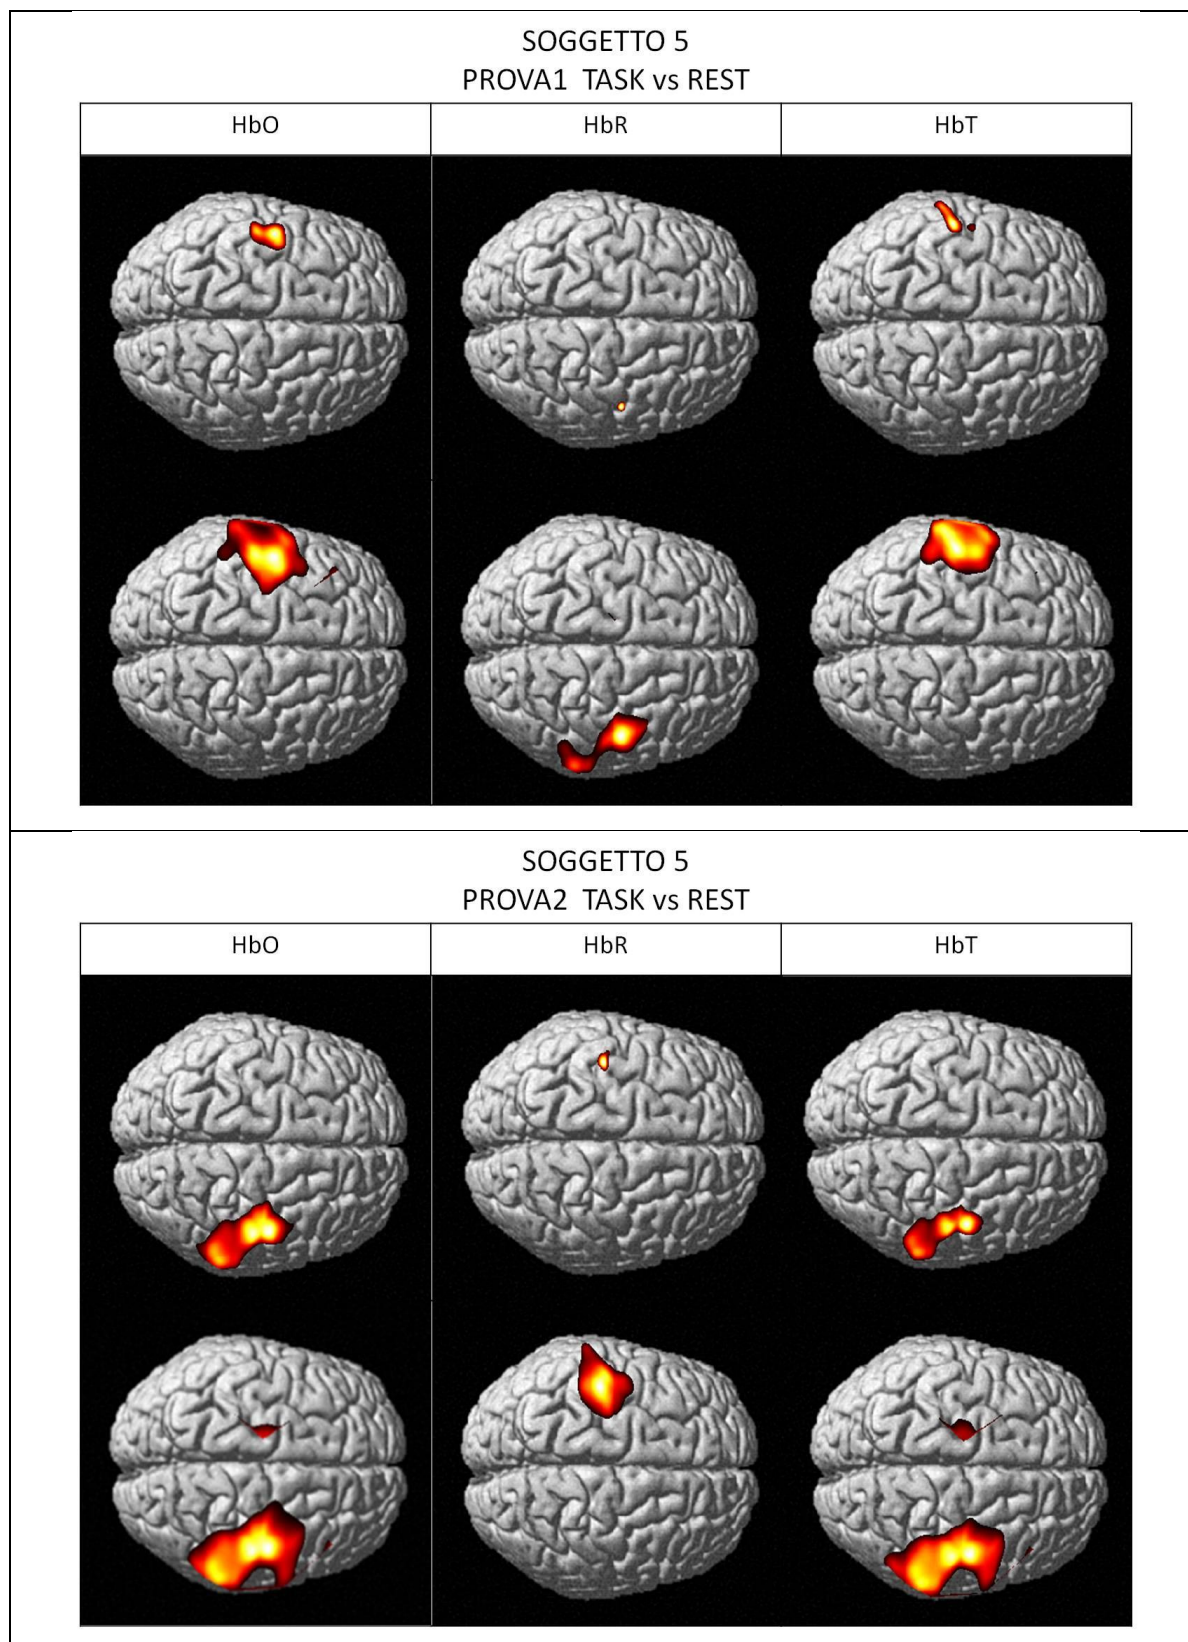 SOGGETTO 5
PROVA1 TASK vs REST
HbO HbR HbT
SOGGETTO 5
PROVA2 TASK vs REST
HbO HbR HbT